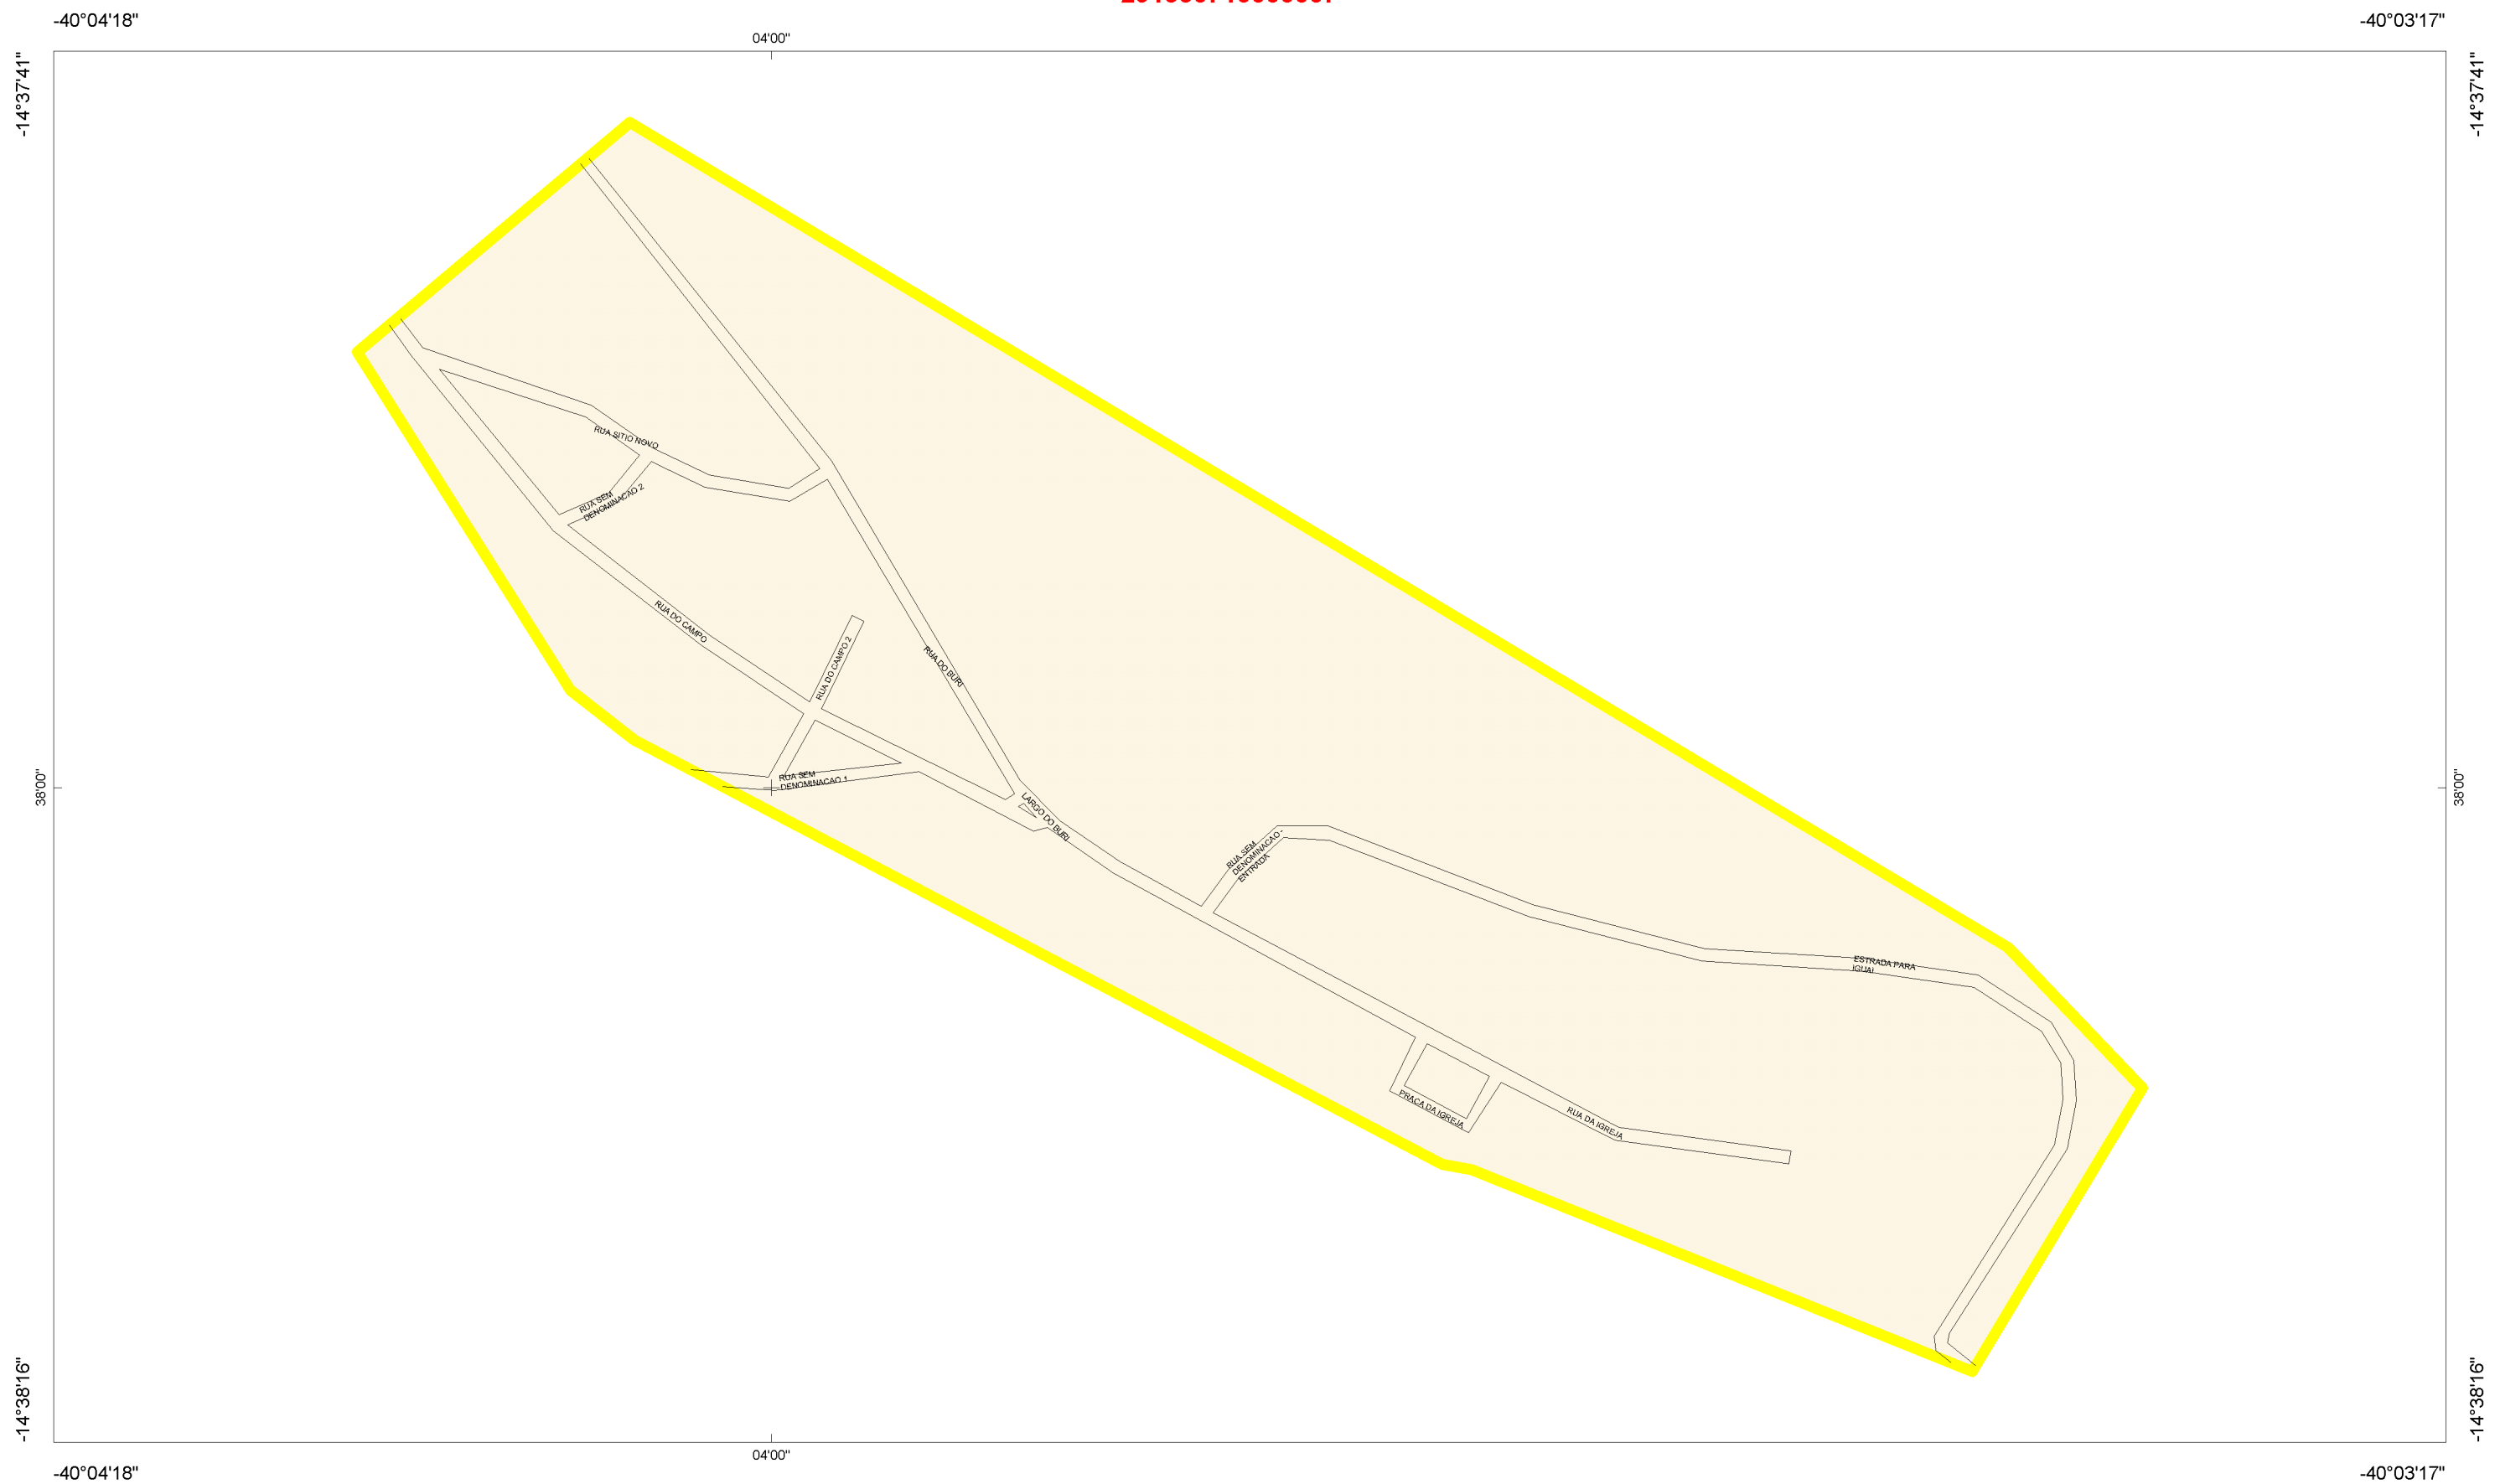 -40°04'18"
-40°03'17"
04'00"
-14°37'41"
-14°37'41"
RUA SITIO NOVO
RUA SEM
DENOMINACAO 2
RUA DO CAMPO
RUA DO CAMPO 2
RUA DO BURI
RUA SEM
DENOMINACAO 1
38'00"
38'00"
LARGO DO BURI
RUA SEM
DENOMINACAO -
ENTRADA
ESTRADA PARA
IGUAI
PRACA DA IGREJA
RUA DA IGREJA
-14°38'16"
-14°38'16"
04'00"
-40°04'18"
-40°03'17"